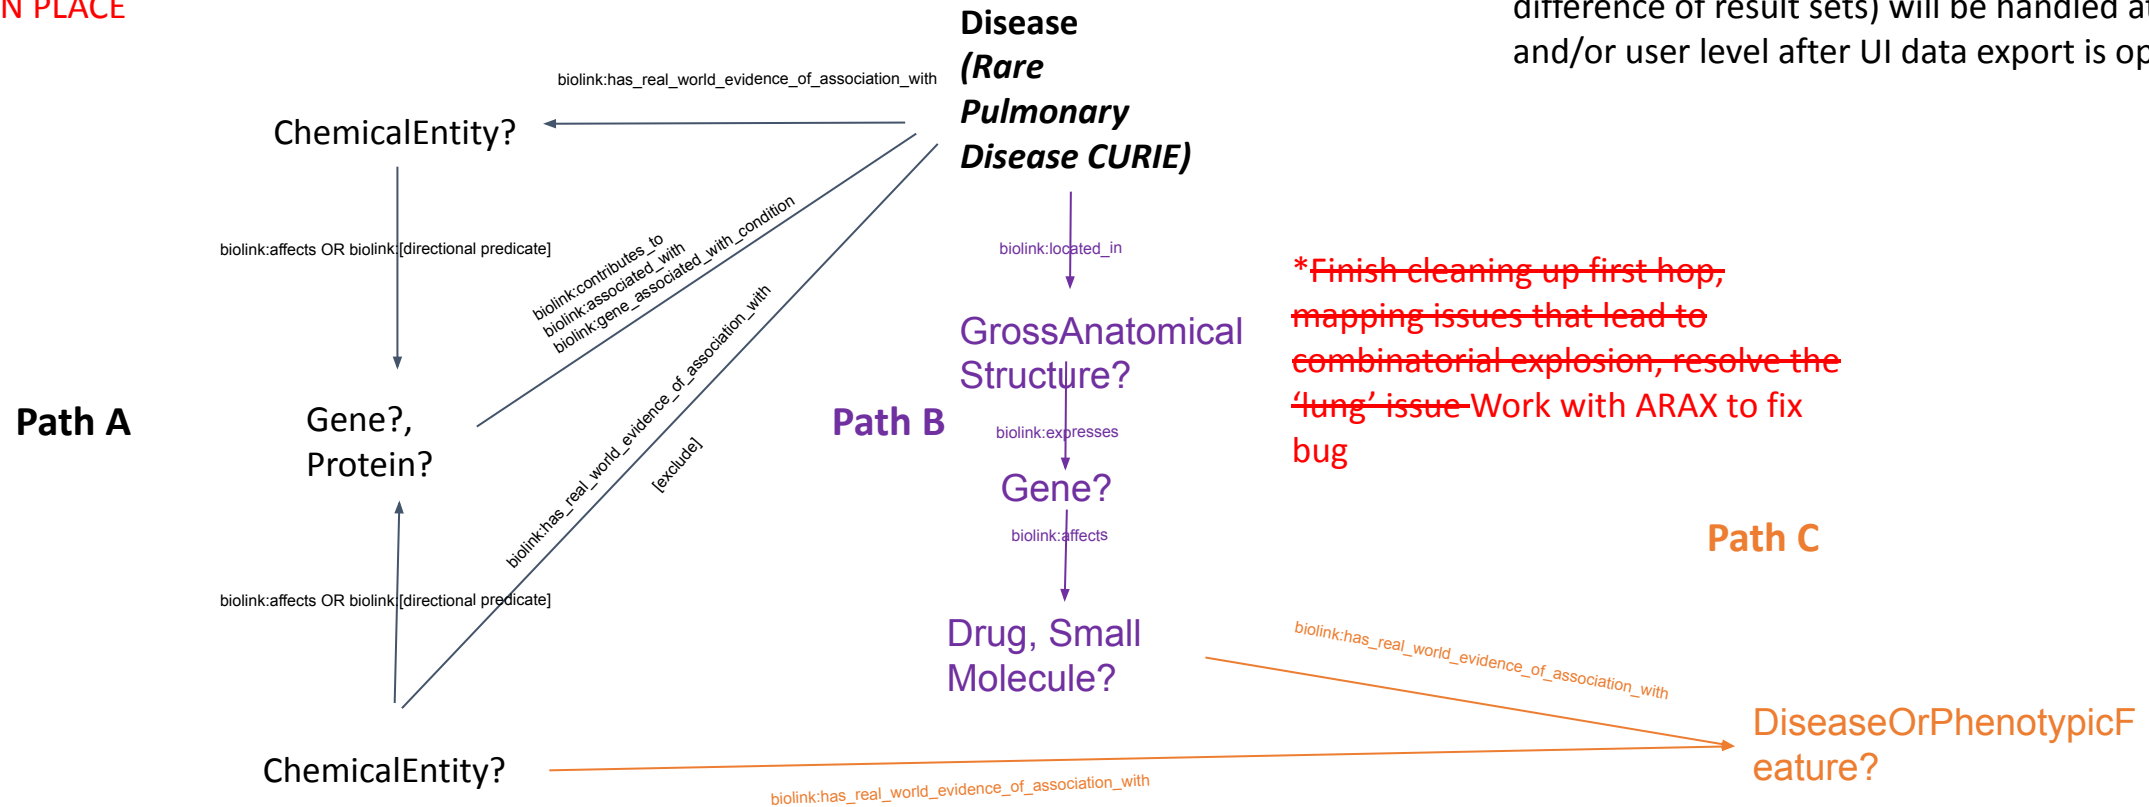 N PLACE
difference of result sets) will be handled at
and/or user level after UI data export is op
Disease
(Rare
Pulmonary
Disease CURIE)
biolink:has_real_world_evidence_of_association_with
ChemicalEntity?
biolink:affects OR biolink:[directional predicate]
biolink:contributes_to
biolink:associated_with
biolink:gene_associated_with_condition
biolink:has_real_world_evidence_of_association_with
[exclude]
Path A
Gene?,
Protein?
biolink:affects OR biolink:[directional predicate]
ChemicalEntity?
biolink:located_in
GrossAnatomical
Structure?
Path B
biolink:expresses
Gene?
biolink:affects
Drug, Small
Molecule?
*Finish cleaning up first hop,
mapping issues that lead to
combinatorial explosion, resolve the
‘lung’ issue Work with ARAX to fix
bug
Path C
biolink:has_real_world_evidence_of_association_with
DiseaseOrPhenotypicF
eature?
biolink:has_real_world_evidence_of_association_with